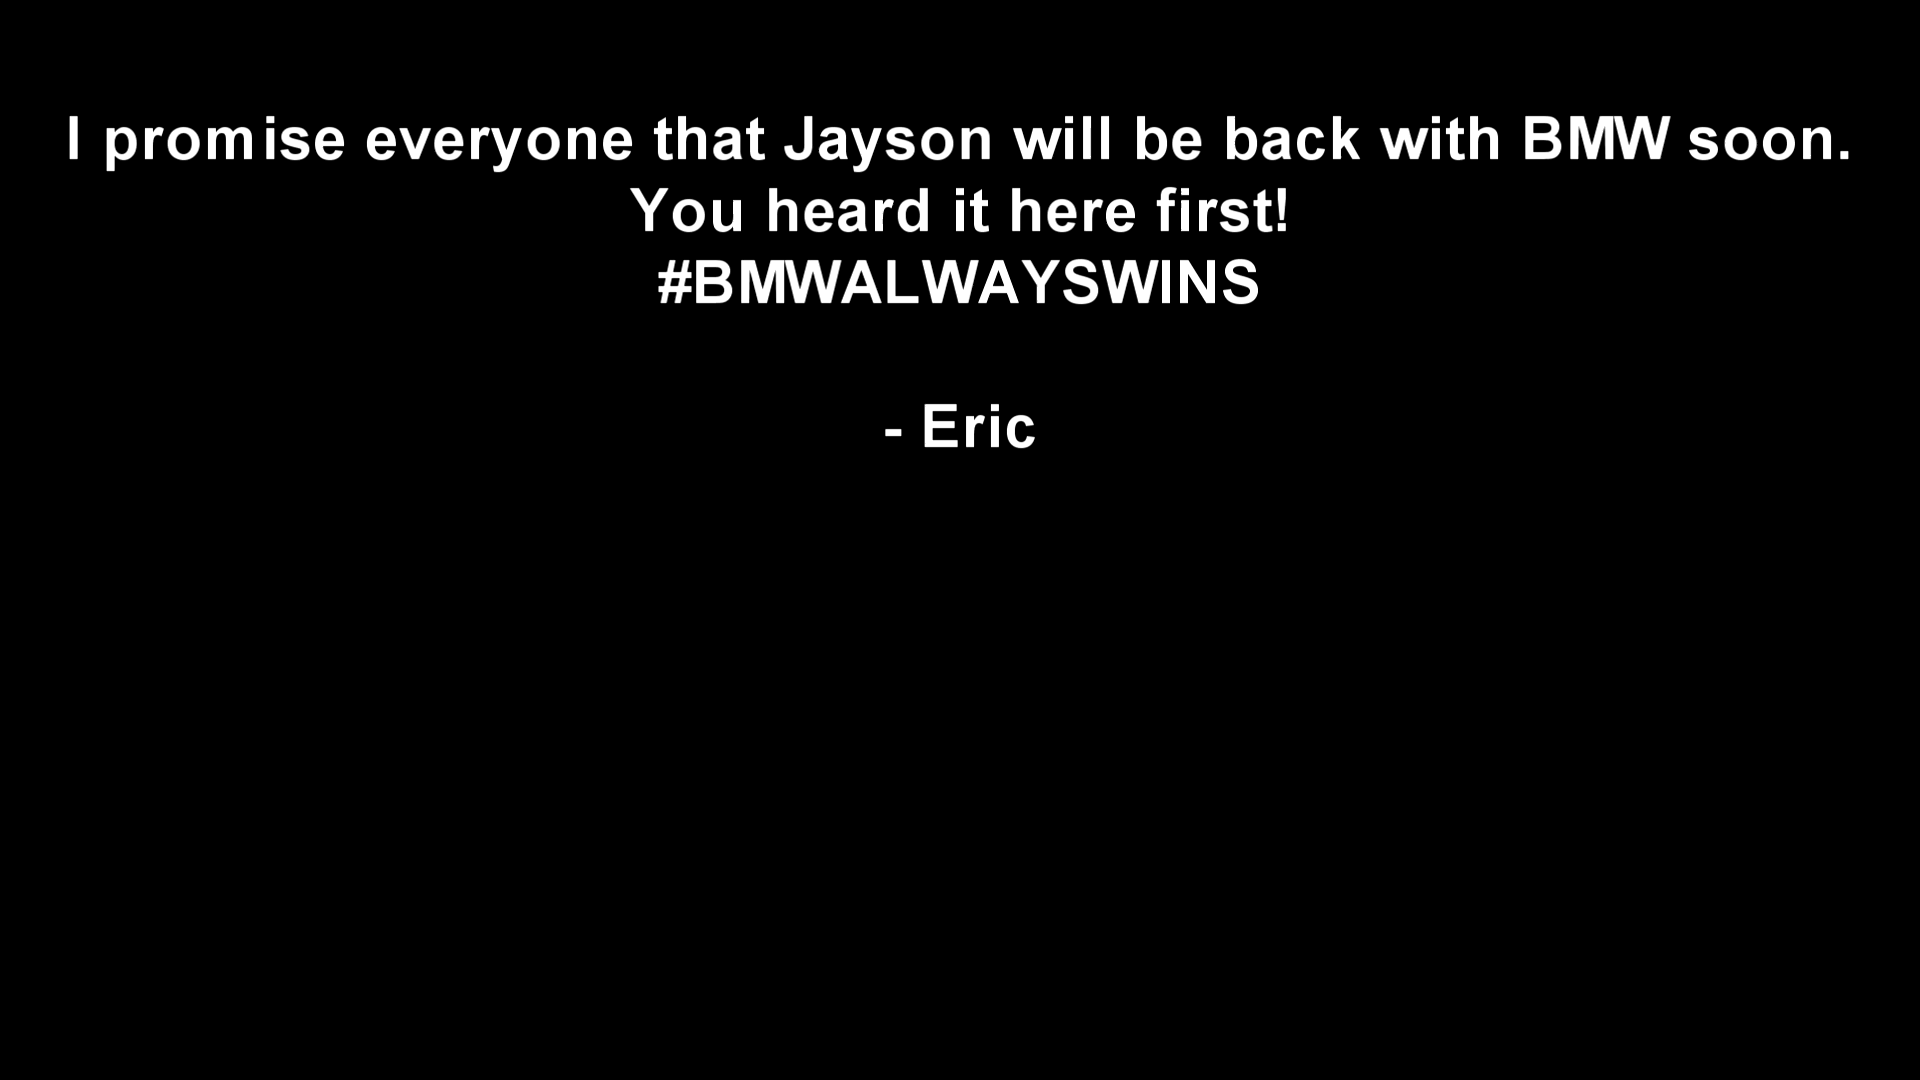 I promise everyone that Jayson will be back with BMW soon.
You heard it here first!
#BMWALWAYSWINS
- Eric